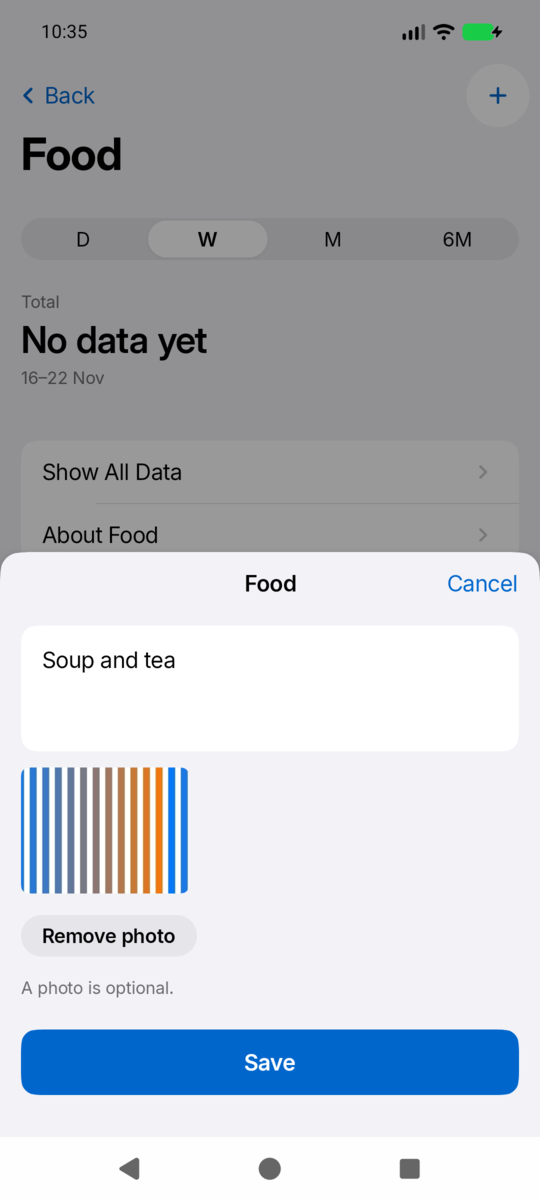 10:35
Back
+
Food
D W M 6M
Total
No data yet
16–22 Nov
Show All Data
About Food
Food Cancel
Soup and tea
Remove photo
A photo is optional.
Save